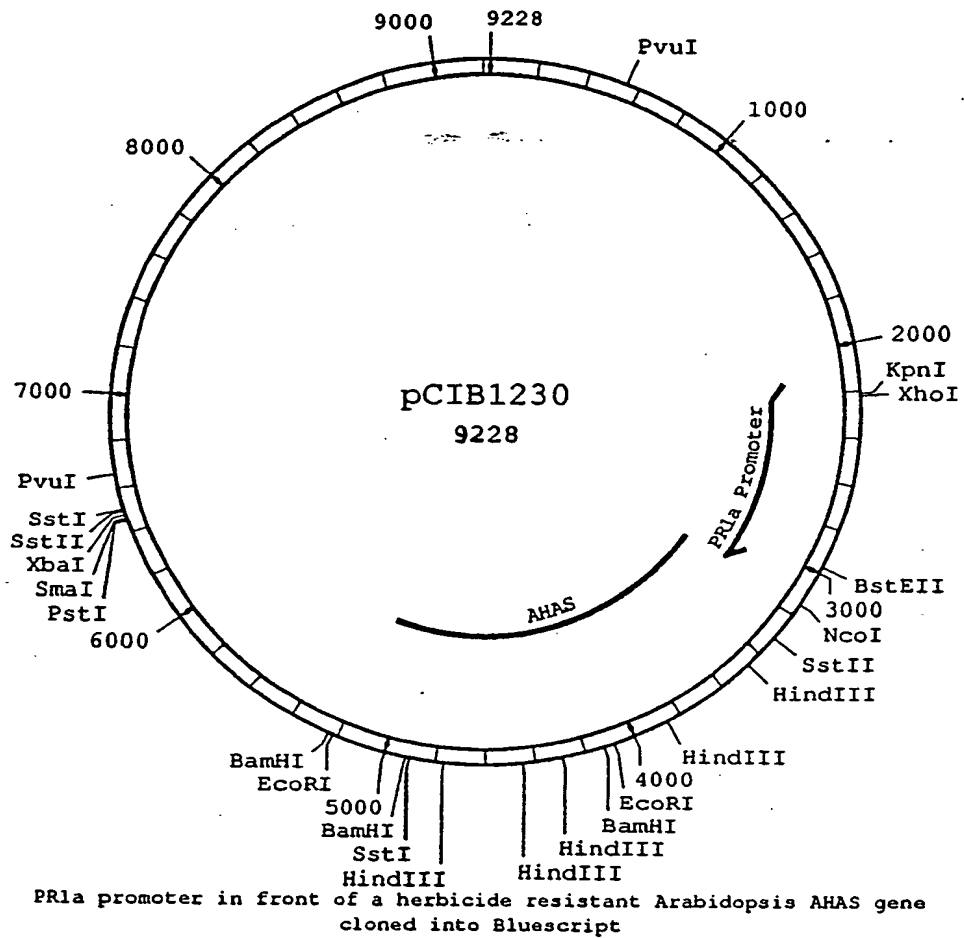 9000
9228
PvuI
1000
8000
2000
KpnI
XhoI
7000
pCIB1230
9228
PR1a Promoter
PvuI
SstI
SstII
XbaI
SmaI
PstI
6000
AHAS
BstEII
3000
NcoI
SstII
HindIII
HindIII
4000
EcoRI
BamHI
HindIII
HindIII
BamHI
EcoRI
5000
BamHI
SstI
HindIII
PR1a promoter in front of a herbicide resistant Arabidopsis AHAS gene
cloned into Bluescript